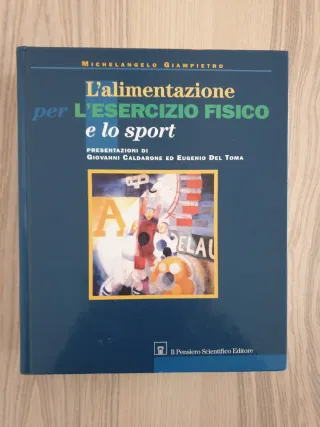 MICHELANGELO GIAMPIETRO
L'alimentazione
per L'ESERCIZIO FISICO
e lo sport
PRESENTAZIONI DI
GIOVANNI CALDARONE ED EUGENIO DEL TOMA
ELAU
Il Pensiero Scientifico Editore